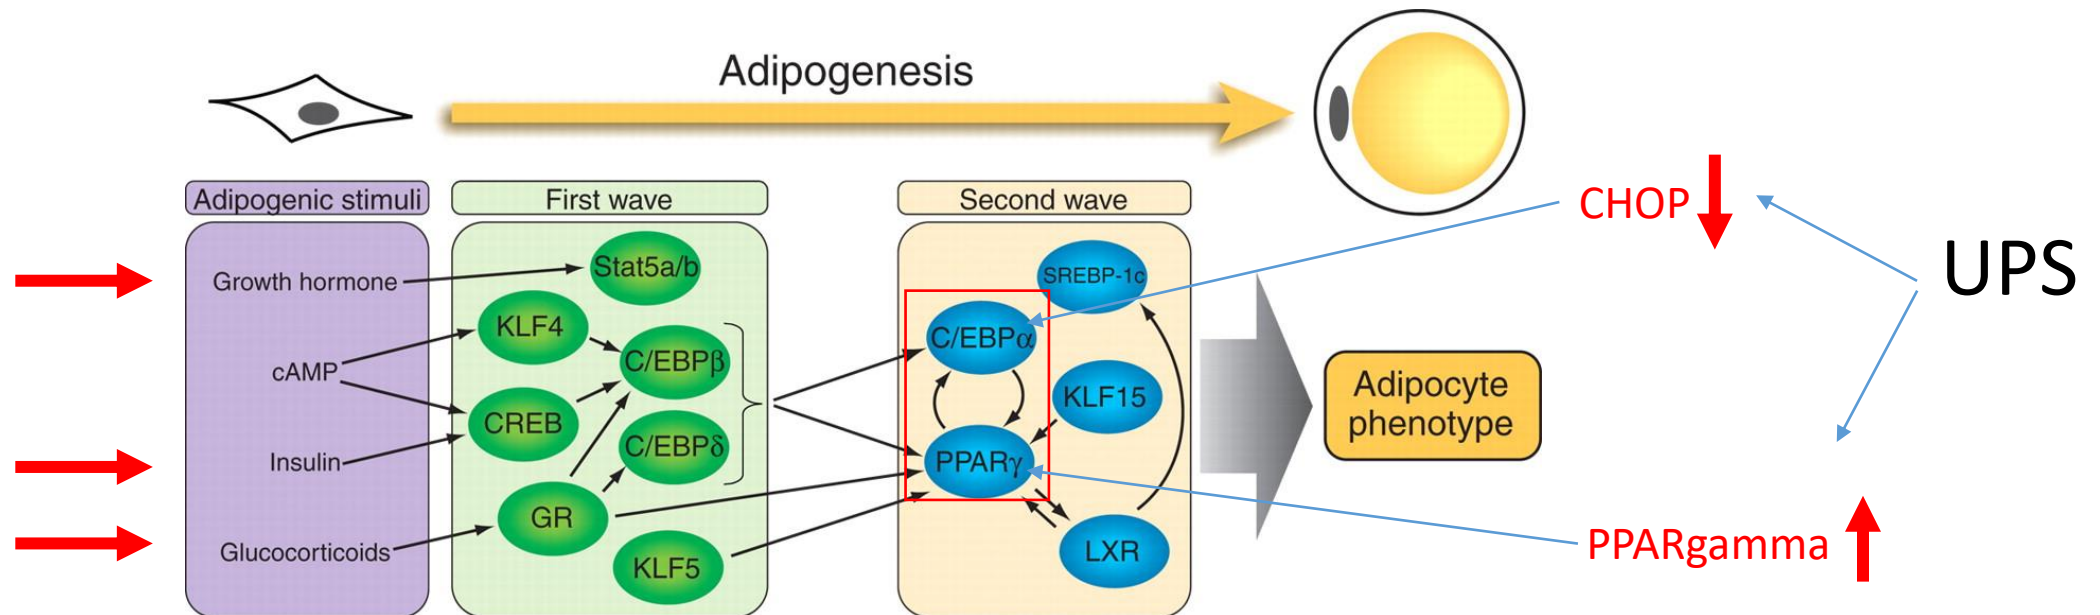 Adipogenesis
Adipogenic stimuli
First wave
Second wave
Growth hormone
cAMP
Insulin
Glucocorticoids
Stat5a/b
KLF4
C/EBPβ
CREB
C/EBPδ
GR
KLF5
SREBP-1c
C/EBPα
KLF15
PPARγ
LXR
Adipocyte
phenotype
CHOP
UPS
PPARgamma